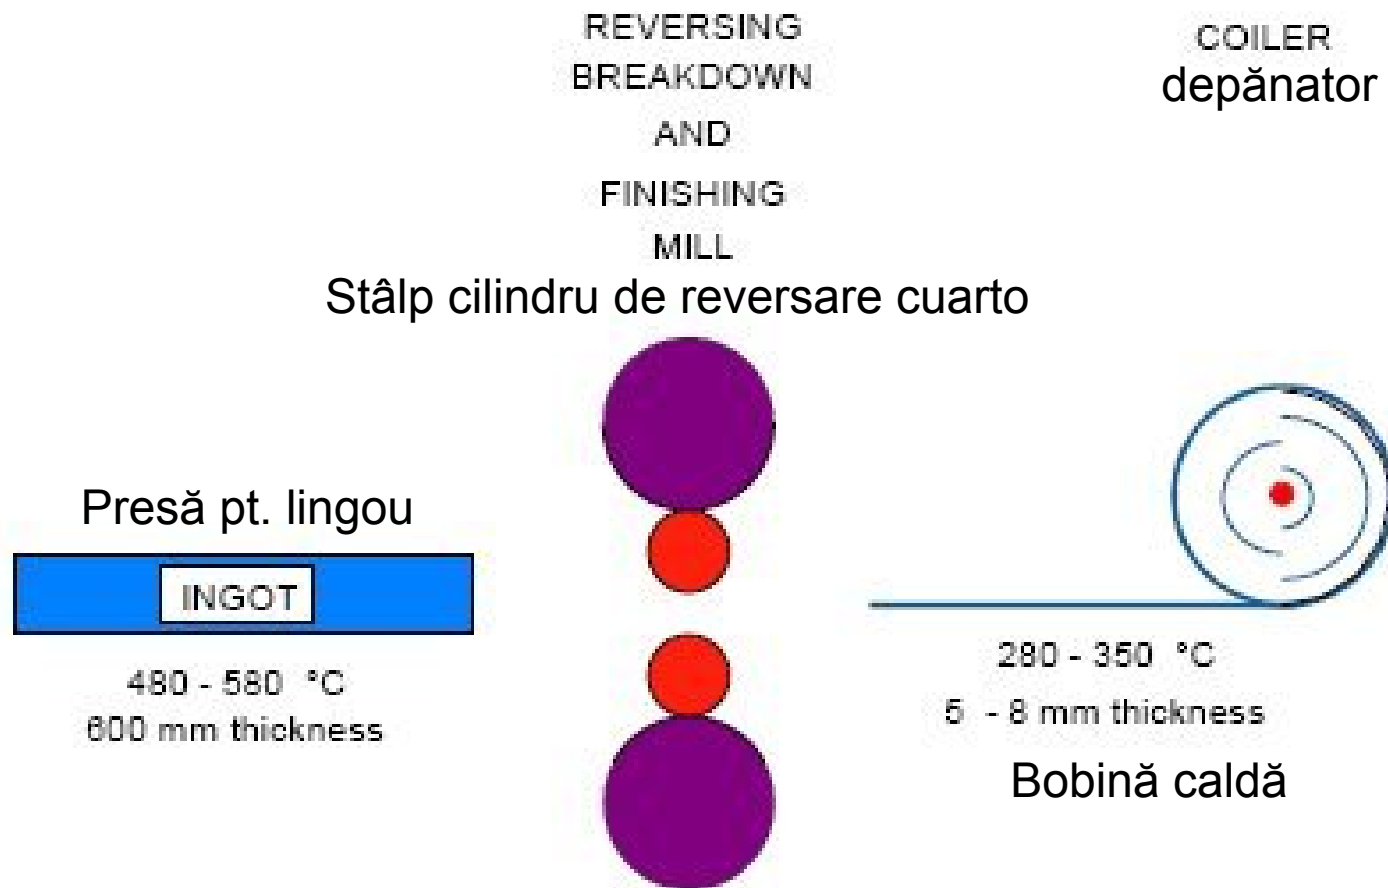 REVERSING
BREAKDOWN
AND
FINISHING
MILL
COILER
depănator
Stâlp cilindru de reversare cuarto
Presă pt. lingou
INGOT
480 - 580 °C
600 mm thickness
280 - 350 °C
5 - 8 mm thickness
Bobină caldă